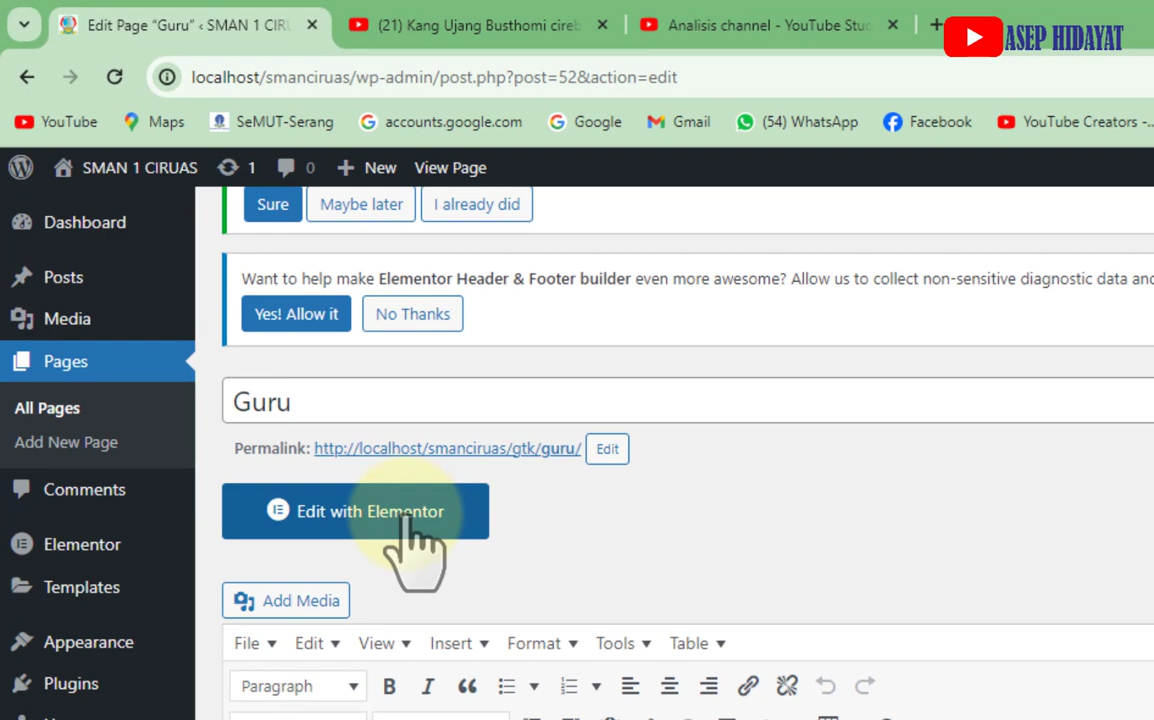 Edit Page “Guru” ‹ SMAN 1 CIR
(21) Kang Ujang Busthomi cireb
Analisis channel - YouTube Stud
ASEP HIDAYAT
localhost/smanciruas/wp-admin/post.php?post=52&action=edit
YouTube
Maps
SeMUT-Serang
accounts.google.com
Google
Gmail
(54) WhatsApp
Facebook
YouTube Creators -...
SMAN 1 CIRUAS
1
0
New
View Page
Sure
Maybe later
I already did
Dashboard
Posts
Media
Pages
All Pages
Add New Page
Comments
Elementor
Templates
Appearance
Plugins
Want to help make Elementor Header & Footer builder even more awesome? Allow us to collect non-sensitive diagnostic data and
Yes! Allow it
No Thanks
Guru
Permalink: http://localhost/smanciruas/gtk/guru/
Edit
Edit with Elementor
Add Media
File
Edit
View
Insert
Format
Tools
Table
Paragraph
B
I